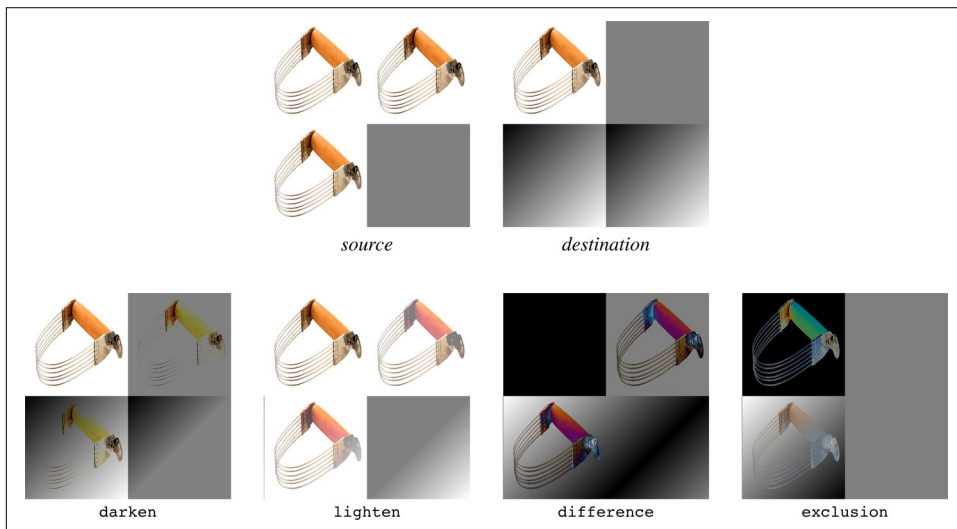 source
destination
darken
lighten
difference
exclusion